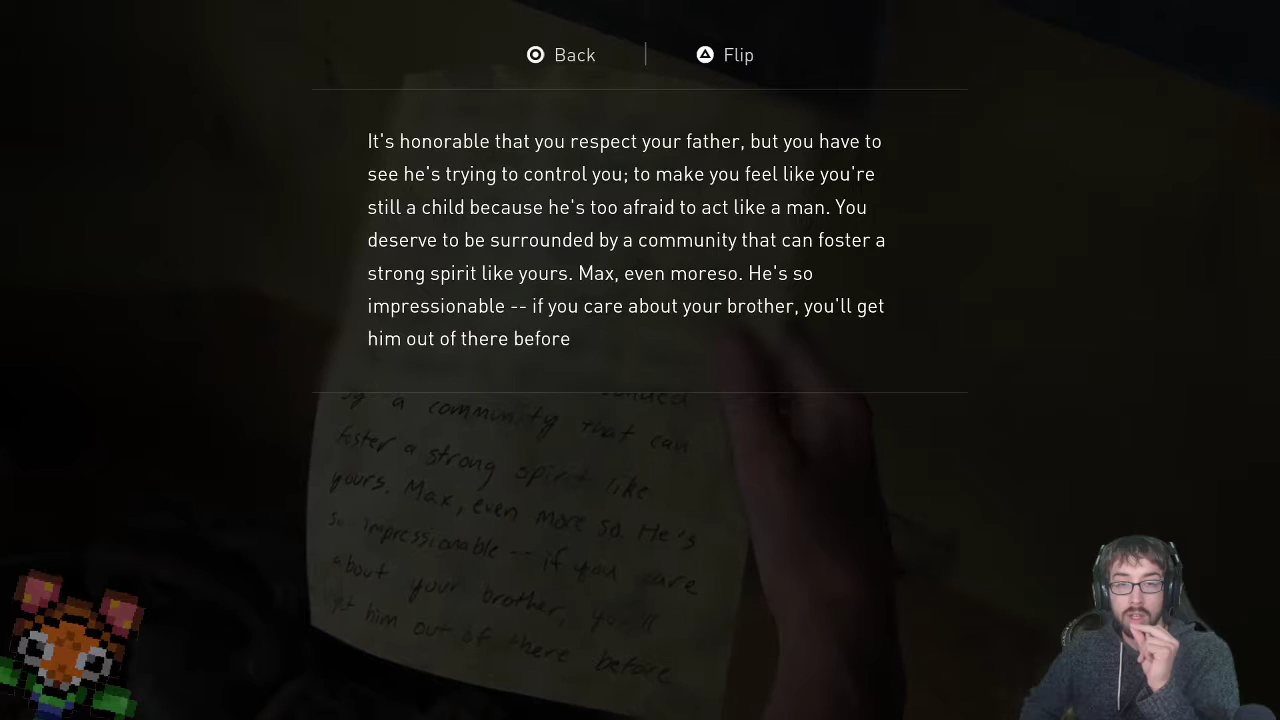 Back
Flip
It's honorable that you respect your father, but you have to
see he's trying to control you; to make you feel like you're
still a child because he's too afraid to act like a man. You
deserve to be surrounded by a community that can foster a
strong spirit like yours. Max, even moreso. He's so
impressionable -- if you care about your brother, you'll get
him out of there before
a community that can
foster a strong spirit like
yours. Max, even more so. He's
so impressionable -- if you care
about your brother, you'll
him out of there before